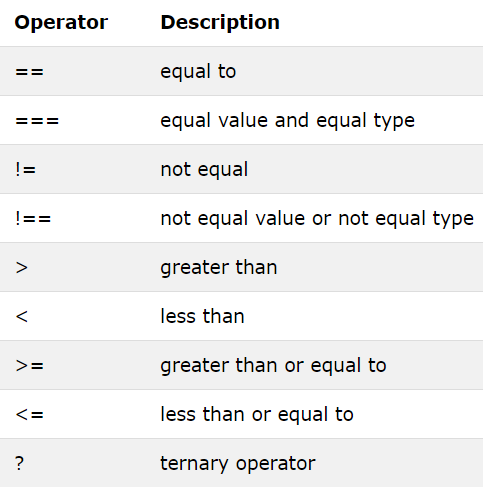 Operator Description
== equal to
=== equal value and equal type
!= not equal
!== not equal value or not equal type
> greater than
< less than
>= greater than or equal to
<= less than or equal to
? ternary operator